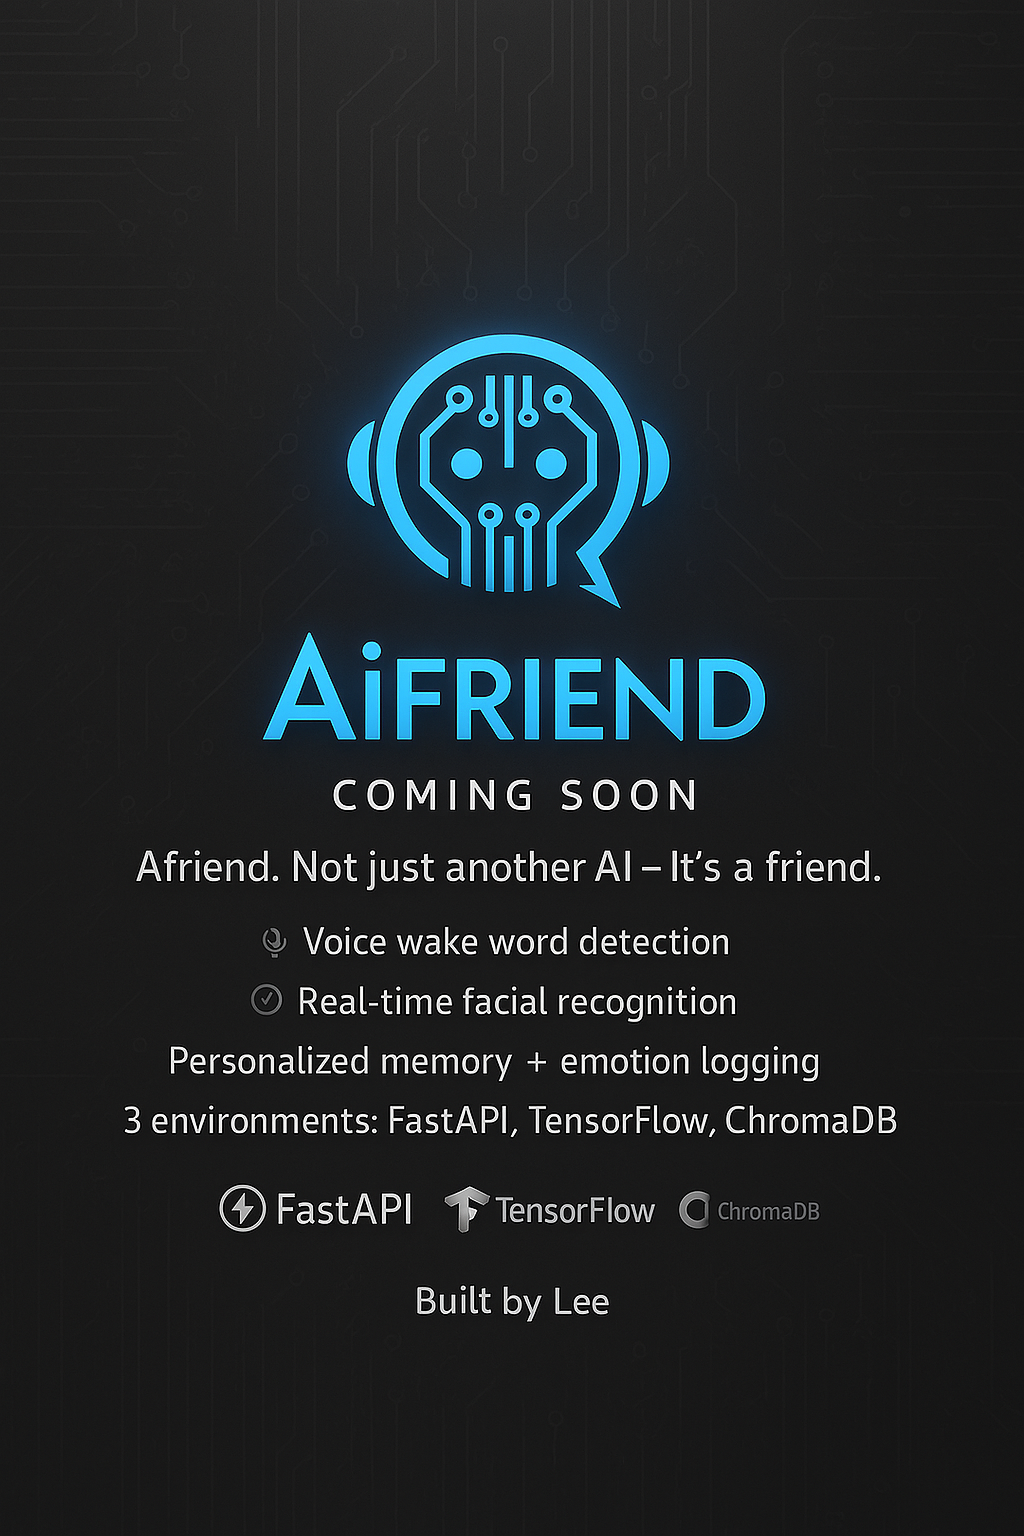 AiFRIEND
COMING SOON
Afriend. Not just another AI – It's a friend.
Voice wake word detection
Real-time facial recognition
Personalized memory + emotion logging
3 environments: FastAPI, TensorFlow, ChromaDB
FastAPI TensorFlow ChromaDB
Built by Lee